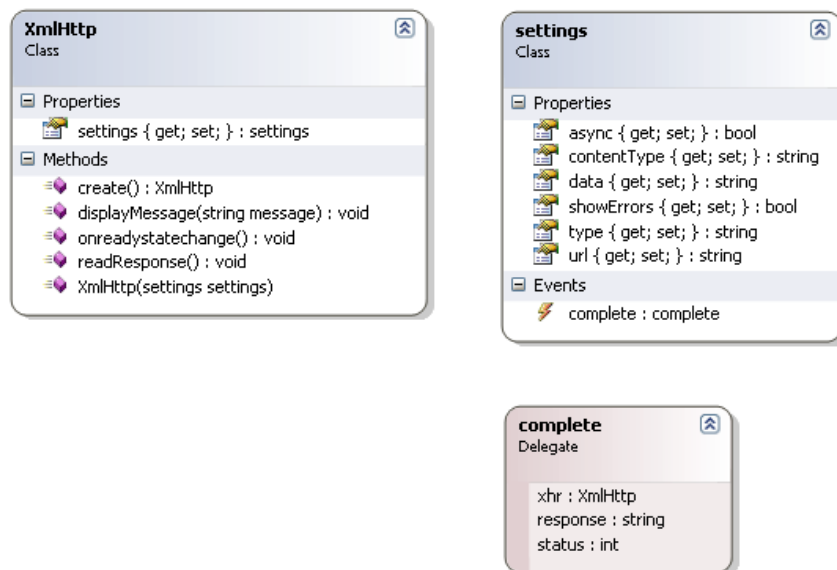 XmlHttp
Class
Properties
settings { get; set; } : settings
Methods
create() : XmlHttp
displayMessage(string message) : void
onreadystatechange() : void
readResponse() : void
XmlHttp(settings settings)
settings
Class
Properties
async { get; set; } : bool
contentType { get; set; } : string
data { get; set; } : string
showErrors { get; set; } : bool
type { get; set; } : string
url { get; set; } : string
Events
complete : complete
complete
Delegate
xhr : XmlHttp
response : string
status : int